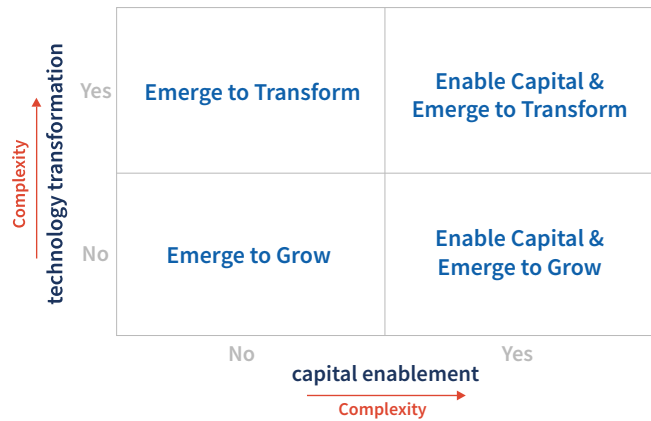 technology transformation
Complexity
Yes
Emerge to Transform
Enable Capital &
Emerge to Transform
No
Emerge to Grow
Enable Capital &
Emerge to Grow
No
Yes
capital enablement
Complexity